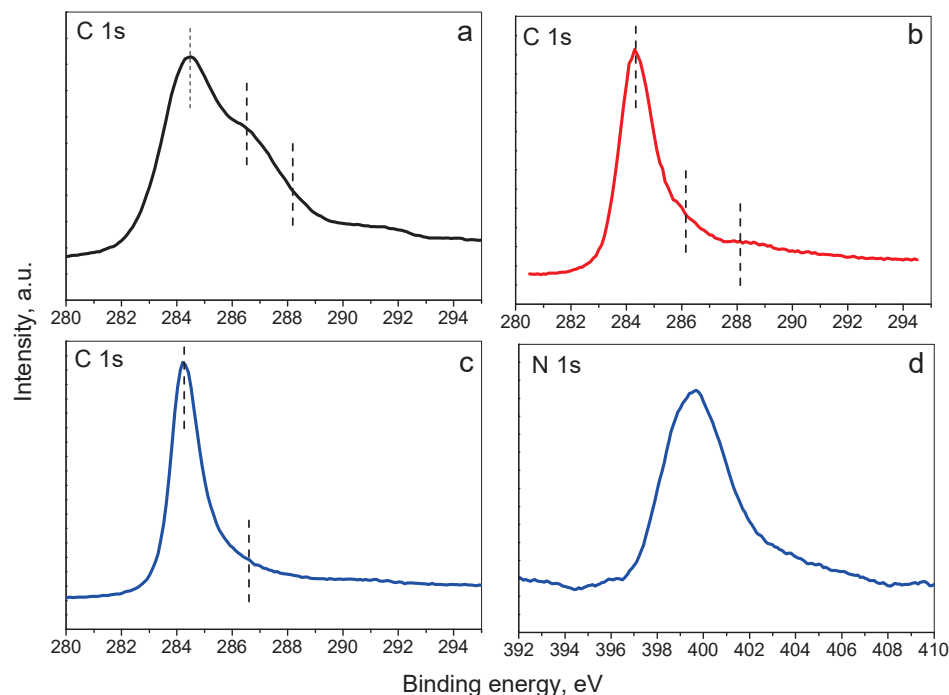 C 1s
a
280 282 284 286 288 290 292 294
C 1s
b
280 282 284 286 288 290 292 294
C 1s
c
280 282 284 286 288 290 292 294
N 1s
d
392 394 396 398 400 402 404 406 408 410
Intensity, a.u.
Binding energy, eV